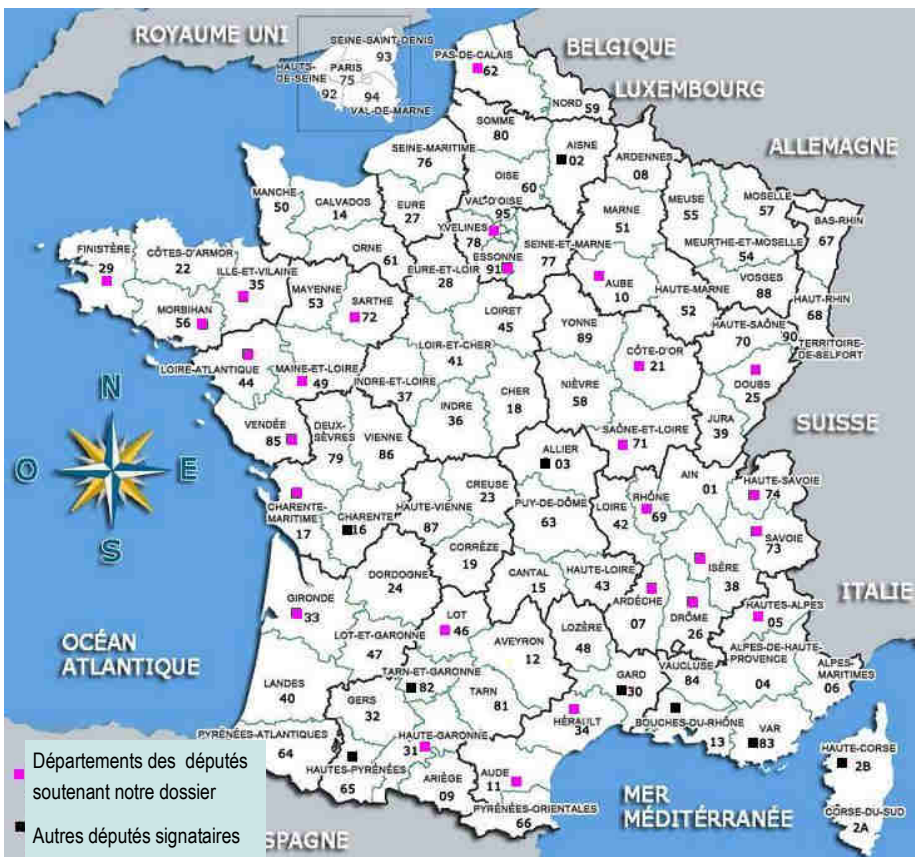 ROYAUME UNI
SEINE-SAINT-DENIS
93
HAUTS-
DE-SEINE
PARIS
75
92
94
VAL-DE-MARNE
BELGIQUE
PAS-DE-CALAIS
62
LUXEMBOURG
NORD 59
SOMME
80
AISNE
02
ALLEMAGNE
SEINE-MARITIME
76
ARDENNES
08
OISE
60
MANCHE
50
CALVADOS
14
EURE
27
VAL-D'OISE
95
MARNE
51
MEUSE
55
MOSELLE
57
BAS-RHIN
67
YVELINES
78
SEINE-ET-MARNE
77
MEURTHE-ET-MOSELLE
54
FINISTÈRE
29
CÔTES-D'ARMOR
22
ORNE
61
ESSONNE
91
EURE-ET-LOIR
28
ILLE-ET-VILAINE
35
MAYENNE
53
SARTHE
72
AUBE
10
HAUTE-MARNE
52
VOSGES
88
HAUT-RHIN
68
MORBIHAN
56
LOIRET
45
YONNE
89
HAUTE-SAÔNE
70
90
TERRITOIRE-
DE-BELFORT
LOIR-ET-CHER
41
CÔTE-D'OR
21
LOIRE-ATLANTIQUE
44
MAINE-ET-LOIRE
49
INDRE-ET-LOIRE
37
CHER
18
NIÈVRE
58
DOUBS
25
N
INDRE
36
JURA
39
SUISSE
VENDÉE
85
DEUX-
SÈVRES
79
VIENNE
86
SAÔNE-ET-LOIRE
71
O
E
ALLIER
03
AIN
01
HAUTE-SAVOIE
74
CREUSE
23
CHARENTE-
MARITIME
17
CHARENTE
16
HAUTE-VIENNE
87
PUY-DE-DÔME
63
LOIRE
42
RHÔNE
69
SAVOIE
73
S
CORRÈZE
19
ISÈRE
38
DORDOGNE
24
CANTAL
15
HAUTE-LOIRE
43
ITALIE
GIRONDE
33
ARDÈCHE
07
DRÔME
26
HAUTES-ALPES
05
LOT
46
OCÉAN
ATLANTIQUE
LOT-ET-GARONNE
47
AVEYRON
12
LOZÈRE
48
ALPES-DE-HAUTE-
PROVENCE
04
ALPES-
MARITIMES
06
TARN-ET-GARONNE
82
GARD
30
VAUCLUSE
84
LANDES
40
GERS
32
TARN
81
HÉRAULT
34
BOUCHES-DU-RHÔNE
13
VAR
83
PYRÉNÉES-ATLANTIQUES
64
HAUTE-GARONNE
31
HAUTE-CORSE
2B
HAUTES-PYRÉNÉES
65
ARIÈGE
09
AUDE
11
MER
MÉDITERRANÉE
PYRÉNÉES-ORIENTALES
66
CORSE-DU-SUD
2A
Départements des députés
soutenant notre dossier
Autres députés signataires
SPAGNE